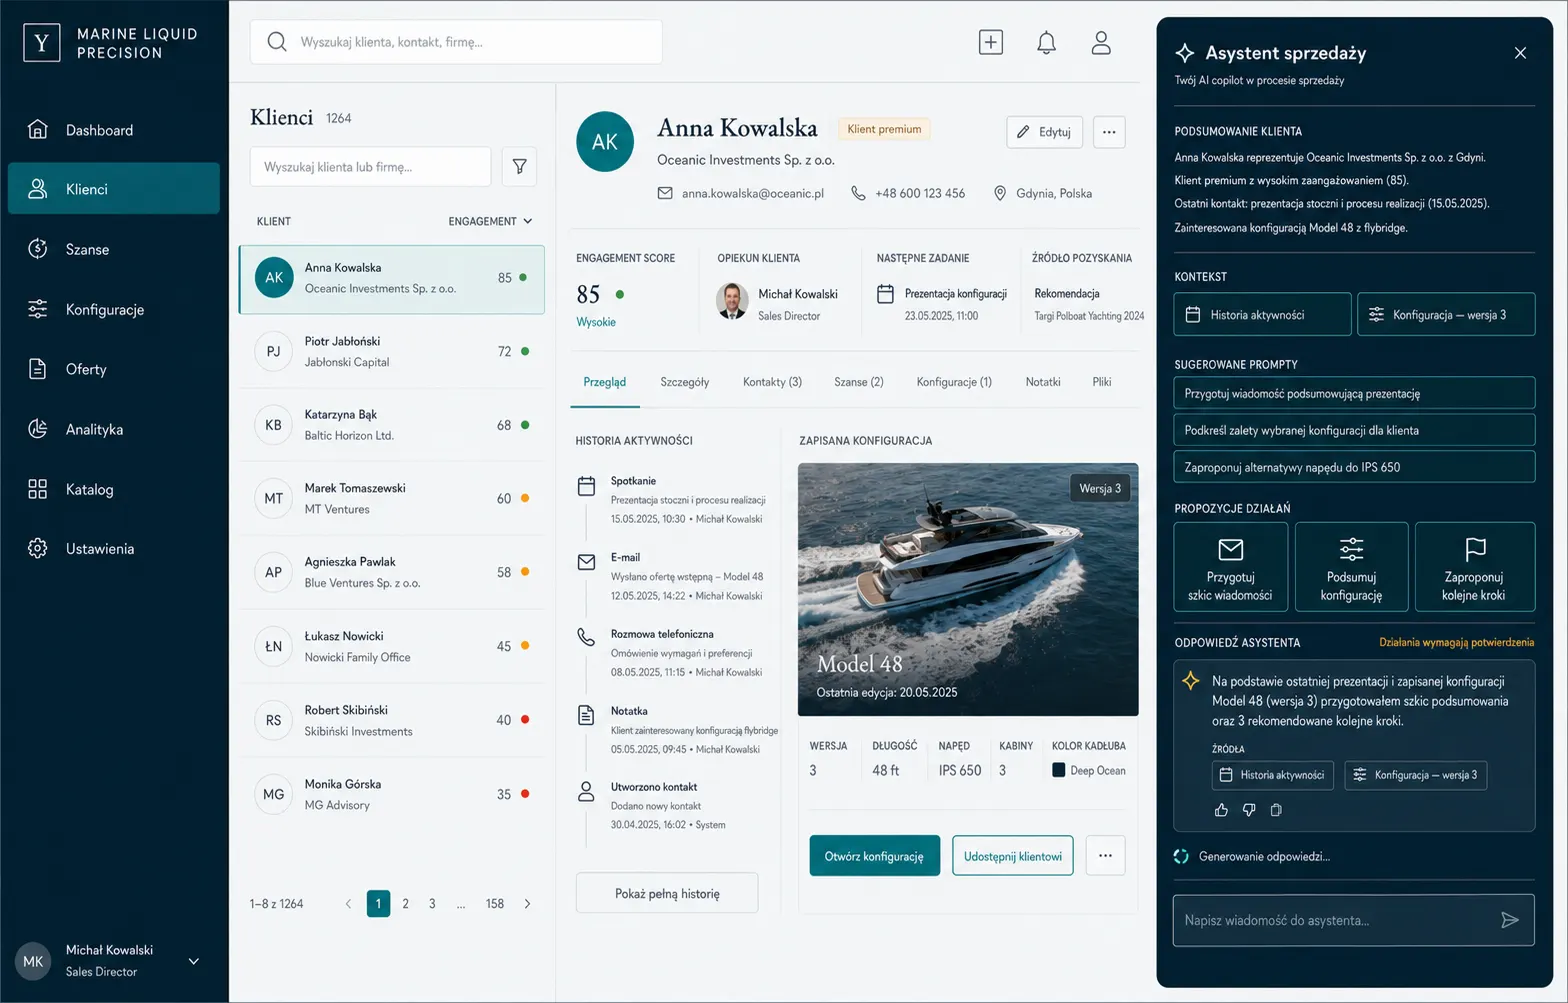 Y
MARINE LIQUID
PRECISION
Dashboard
Klienci
Szanse
Konfiguracje
Oferty
Analityka
Katalog
Ustawienia
MK
Michał Kowalski
Sales Director
Wyszukaj klienta, kontakt, firmę...
Klienci 1264
Wyszukaj klienta lub firmę...
KLIENT ENGAGEMENT
AK
Anna Kowalska
Oceanic Investments Sp. z o.o.
85
PJ
Piotr Jabłoński
Jabłonski Capital
72
KB
Katarzyna Bąk
Baltic Horizon Ltd.
68
MT
Marek Tomaszewski
MT Ventures
60
AP
Agnieszka Pawlak
Blue Ventures Sp. z o.o.
58
ŁN
Łukasz Nowicki
Nowicki Family Office
45
RS
Robert Skibiński
Skibiński Investments
40
MG
Monika Górska
MG Advisory
35
1–8 z 1264
< 1 2 3 ... 158 >
AK
Anna Kowalska
Klient premium
Oceanic Investments Sp. z o.o.
anna.kowalska@oceanic.pl
+48 600 123 456
Gdynia, Polska
Edytuj
...
ENGAGEMENT SCORE
85
Wysokie
OPIEKUN KLIENTA
Michał Kowalski
Sales Director
NASTĘPNE ZADANIE
Prezentacja konfiguracji
23.05.2025, 11:00
ŹRÓDŁO POZYSKANIA
Rekomendacja
Targi Polboat Yachting 2024
Przegląd
Szczegóły
Kontakty (3)
Szanse (2)
Konfiguracje (1)
Notatki
Pliki
HISTORIA AKTYWNOŚCI
Spotkanie
Prezentacja stoczni i procesu realizacji
15.05.2025, 10:30 • Michał Kowalski
E-mail
Wysłano ofertę wstępną – Model 48
12.05.2025, 14:22 • Michał Kowalski
Rozmowa telefoniczna
Omówienie wymagań i preferencji
08.05.2025, 11:15 • Michał Kowalski
Notatka
Klient zainteresowany konfiguracją flybridge
05.05.2025, 09:45 • Michał Kowalski
Utworzono kontakt
Dodano nowy kontakt
30.04.2025, 16:02 • System
Pokaż pełną historię
ZAPISANA KONFIGURACJA
Wersja 3
Model 48
Ostatnia edycja: 20.05.2025
WERSJA
3
DŁUGOŚĆ
48 ft
NAPĘD
IPS 650
KABINY
3
KOLOR KADŁUBA
Deep Ocean
Otwórz konfigurację
Udostępnij klientowi
...
Asystent sprzedaży
Twój AI copilot w procesie sprzedaży
PODSUMOWANIE KLIENTA
Anna Kowalska reprezentuje Oceanic Investments Sp. z o.o. z Gdyni.
Klient premium z wysokim zaangażowaniem (85).
Ostatni kontakt: prezentacja stoczni i procesu realizacji (15.05.2025).
Zainteresowana konfiguracją Model 48 z flybridge.
KONTEKST
Historia aktywności
Konfiguracja — wersja 3
SUGEROWANE PROMPTY
Przygotuj wiadomość podsumowującą prezentację
Podkreśl zalety wybranej konfiguracji dla klienta
Zaproponuj alternatywy napędu do IPS 650
PROPOZYCJE DZIAŁAŃ
Przygotuj
szkic wiadomości
Podsumuj
konfigurację
Zaproponuj
kolejne kroki
ODPOWIEDŹ ASYSTENTA
Działania wymagają potwierdzenia
Na podstawie ostatniej prezentacji i zapisanej konfiguracji
Model 48 (wersja 3) przygotowałem szkic podsumowania
oraz 3 rekomendowane kolejne kroki.
ŹRÓDŁA
Historia aktywności
Konfiguracja — wersja 3
Generowanie odpowiedzi...
Napisz wiadomość do asystenta...